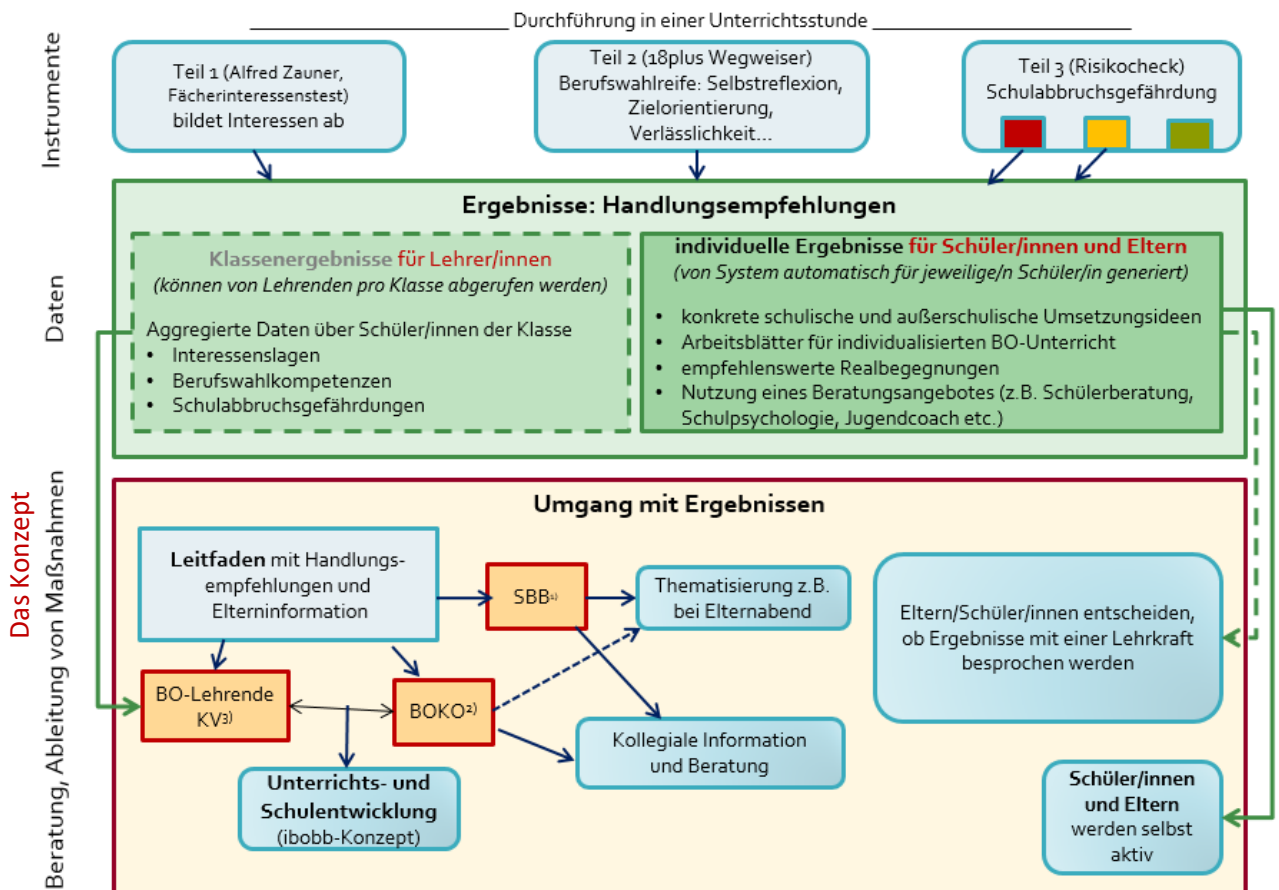 Durchführung in einer Unterrichtsstunde
Instrumente
Teil 1 (Alfred Zauner,
Fächerinteressenstest)
bildet Interessen ab
Teil 2 (18plus Wegweiser)
Berufswahlreife: Selbstreflexion,
Zielorientierung,
Verlässlichkeit...
Teil 3 (Risikocheck)
Schulabbruchsgefährdung
Daten
Ergebnisse: Handlungsempfehlungen
Klassenergebnisse für Lehrer/innen
(können von Lehrenden pro Klasse abgerufen werden)
Aggregierte Daten über Schüler/innen der Klasse
• Interessenslagen
• Berufswahlkompetenzen
• Schulabbruchsgefährdungen
individuelle Ergebnisse für Schüler/innen und Eltern
(von System automatisch für jeweilige/n Schüler/in generiert)
• konkrete schulische und außerschulische Umsetzungsideen
• Arbeitsblätter für individualisierten BO-Unterricht
• empfehlenswerte Realbegegnungen
• Nutzung eines Beratungsangebotes (z.B. Schülerberatung,
Schulpsychologie, Jugendcoach etc.)
Das Konzept
Beratung, Ableitung von Maßnahmen
Umgang mit Ergebnissen
Leitfaden mit Handlungs-
empfehlungen und
Elterninformation
SBB¹⁾
Thematisierung z.B.
bei Elternabend
Eltern/Schüler/innen entscheiden,
ob Ergebnisse mit einer Lehrkraft
besprochen werden
BO-Lehrende
KV³⁾
BOKO²⁾
Kollegiale Information
und Beratung
Unterrichts- und
Schulentwicklung
(ibobb-Konzept)
Schüler/innen
und Eltern
werden selbst
aktiv